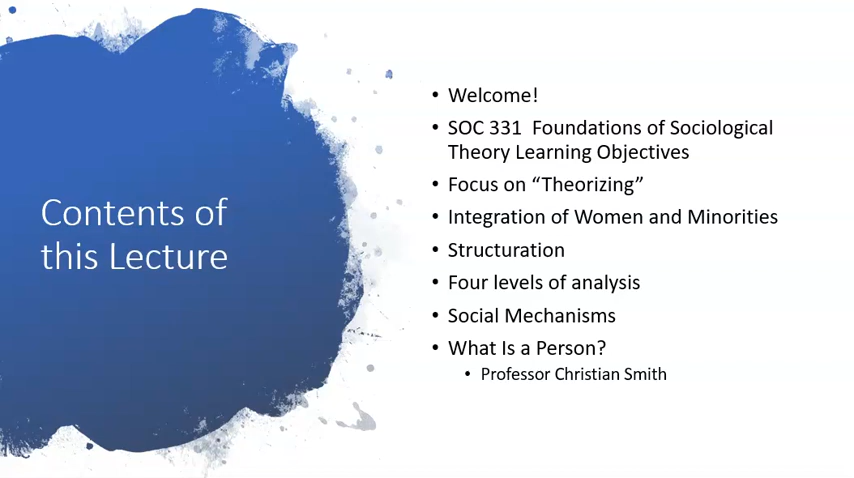 Contents of
this Lecture
• Welcome!
• SOC 331  Foundations of Sociological
Theory Learning Objectives
• Focus on “Theorizing”
• Integration of Women and Minorities
• Structuration
• Four levels of analysis
• Social Mechanisms
• What Is a Person?
• Professor Christian Smith